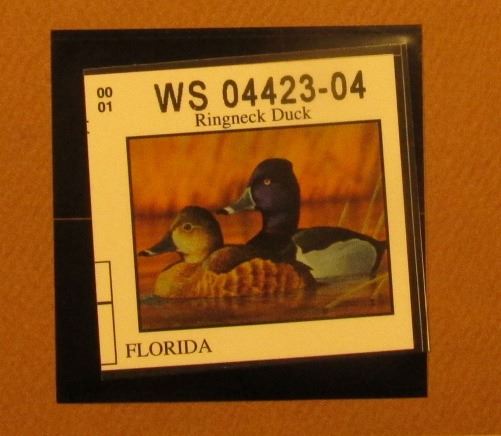 00
01
WS 04423-04
Ringneck Duck
FLORIDA